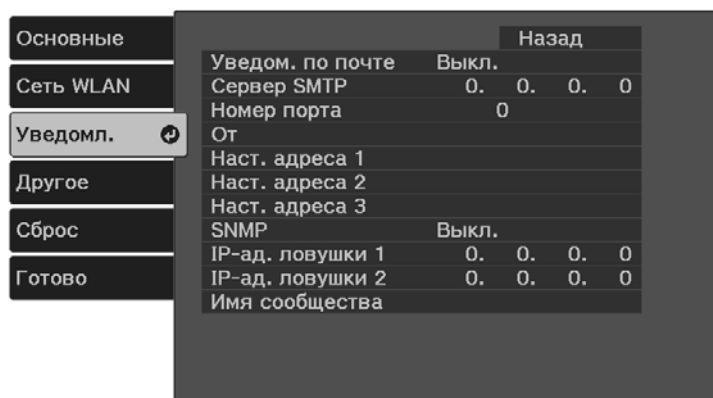 Основные
Сеть WLAN
Уведомл.
Другое
Сброс
Готово
Назад
Уведом. по почте Выкл.
Сервер SMTP 0. 0. 0. 0
Номер порта 0
От
Наст. адреса 1
Наст. адреса 2
Наст. адреса 3
SNMP Выкл.
IP-ад. ловушки 1 0. 0. 0. 0
IP-ад. ловушки 2 0. 0. 0. 0
Имя сообщества